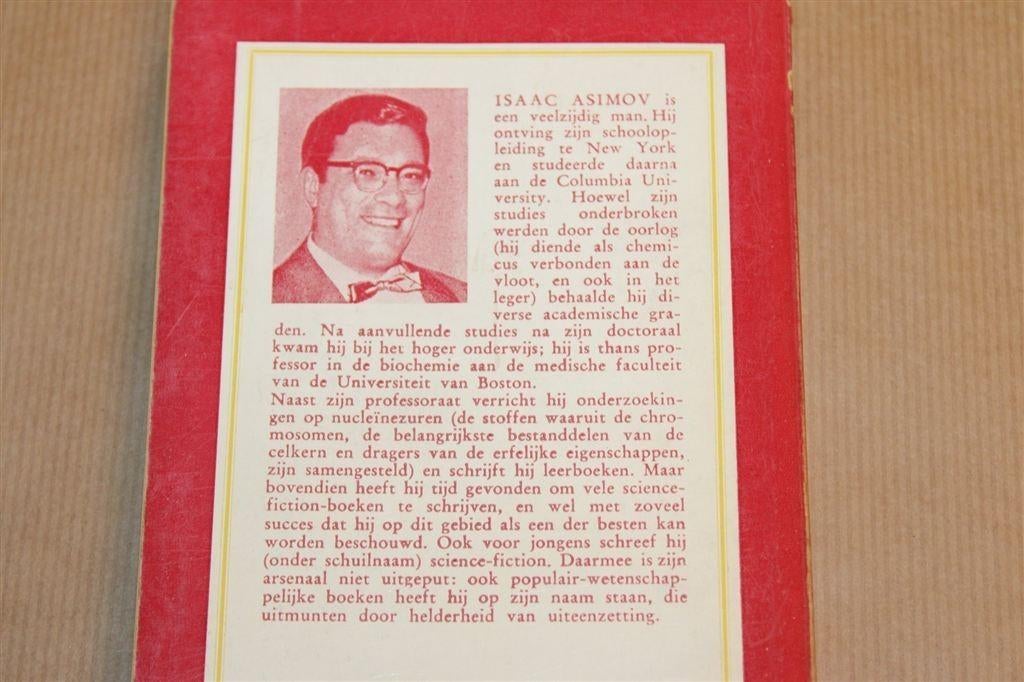 ISAAC ASIMOV is
een veelzijdig man. Hij
ontving zijn schoolop-
leiding te New York
en studeerde daarna
aan de Columbia Uni-
versity. Hoewel zijn
studies onderbroken
werden door de oorlog
(hij diende als chemi-
cus verbonden aan de
vloot, en ook in het
leger) behaalde hij di-
verse academische gra-
den. Na aanvullende studies na zijn doctoraal
kwam hij bij het hoger onderwijs; hij is thans pro-
fessor in de biochemie aan de medische faculteit
van de Universiteit van Boston.
Naast zijn professoraat verricht hij onderzoekin-
gen op nucleïnezuren (de stoffen waaruit de chro-
mosomen, de belangrijkste bestanddelen van de
celkern en dragers van de erfelijke eigenschappen,
zijn samengesteld) en schrijft hij leerboeken. Maar
bovendien heeft hij tijd gevonden om vele science-
fiction-boeken te schrijven, en wel met zoveel
succes dat hij op dit gebied als een der besten kan
worden beschouwd. Ook voor jongens schreef hij
(onder schuilnaam) science-fiction. Daarmee is zijn
arsenaal niet uitgeput: ook populair-wetenschap-
pelijke boeken heeft hij op zijn naam staan, die
uitmunten door helderheid van uiteenzetting.